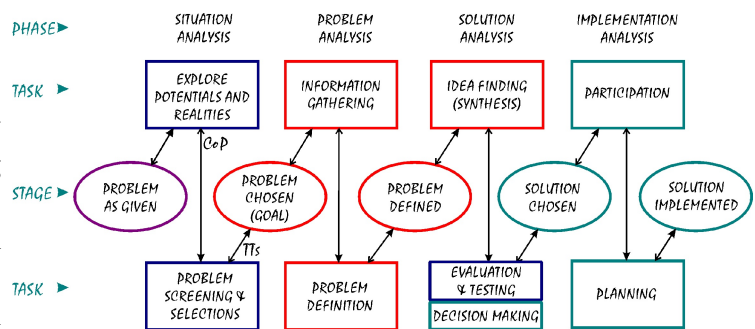 PHASE
SITUATION
ANALYSIS
PROBLEM
ANALYSIS
SOLUTION
ANALYSIS
IMPLEMENTATION
ANALYSIS
TASK
EXPLORE
POTENTIALS AND
REALITIES
INFORMATION
GATHERING
IDEA FINDING
(SYNTHESIS)
PARTICIPATION
CoP
STAGE
PROBLEM
AS GIVEN
PROBLEM
CHOSEN
(GOAL)
PROBLEM
DEFINED
SOLUTION
CHOSEN
SOLUTION
IMPLEMENTED
TTs
TASK
PROBLEM
SCREENING &
SELECTIONS
PROBLEM
DEFINITION
EVALUATION
& TESTING
DECISION MAKING
PLANNING